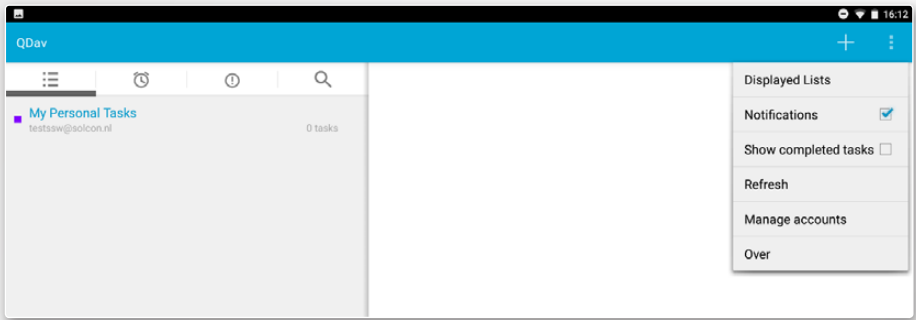 16:12
QDav
My Personal Tasks
testssw@solcon.nl
0 tasks
Displayed Lists
Notifications
Show completed tasks
Refresh
Manage accounts
Over